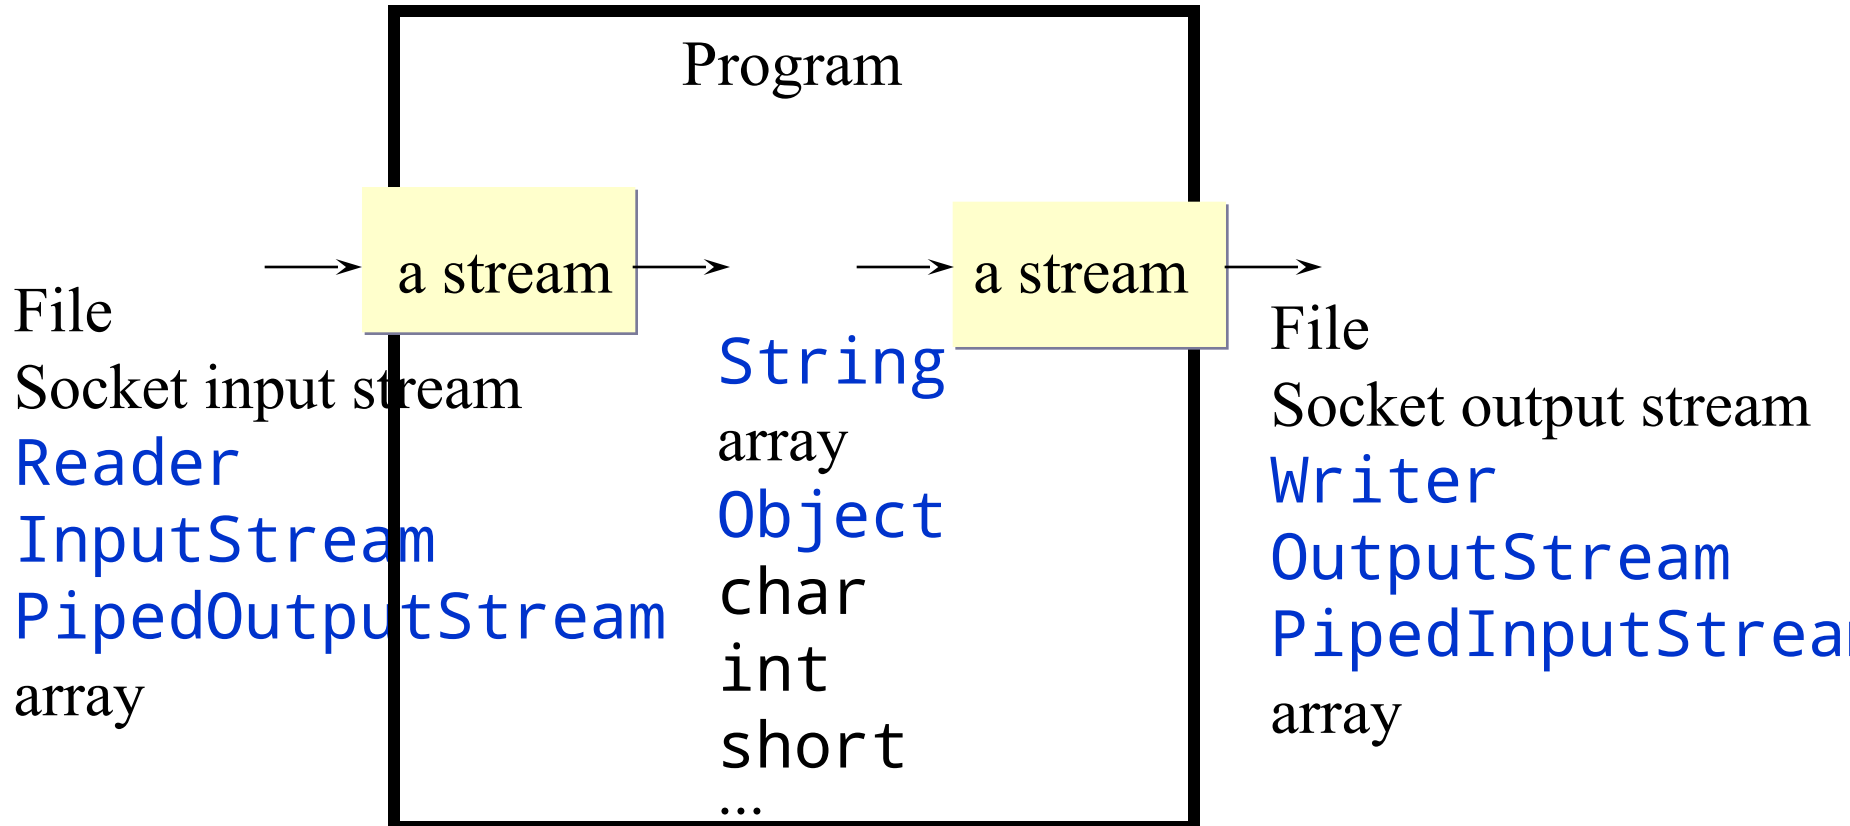 Program
a stream
a stream
File
Socket input stream
Reader
InputStream
PipedOutputStream
array
String
array
Object
char
int
short
...
File
Socket output stream
Writer
OutputStream
PipedInputStrea
array